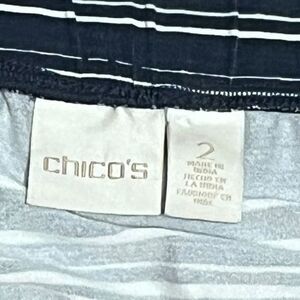 chico's
2
MADE IN
INDIA
HECHO EN
LA INDIA
FABRIQUÉ EN
INDE